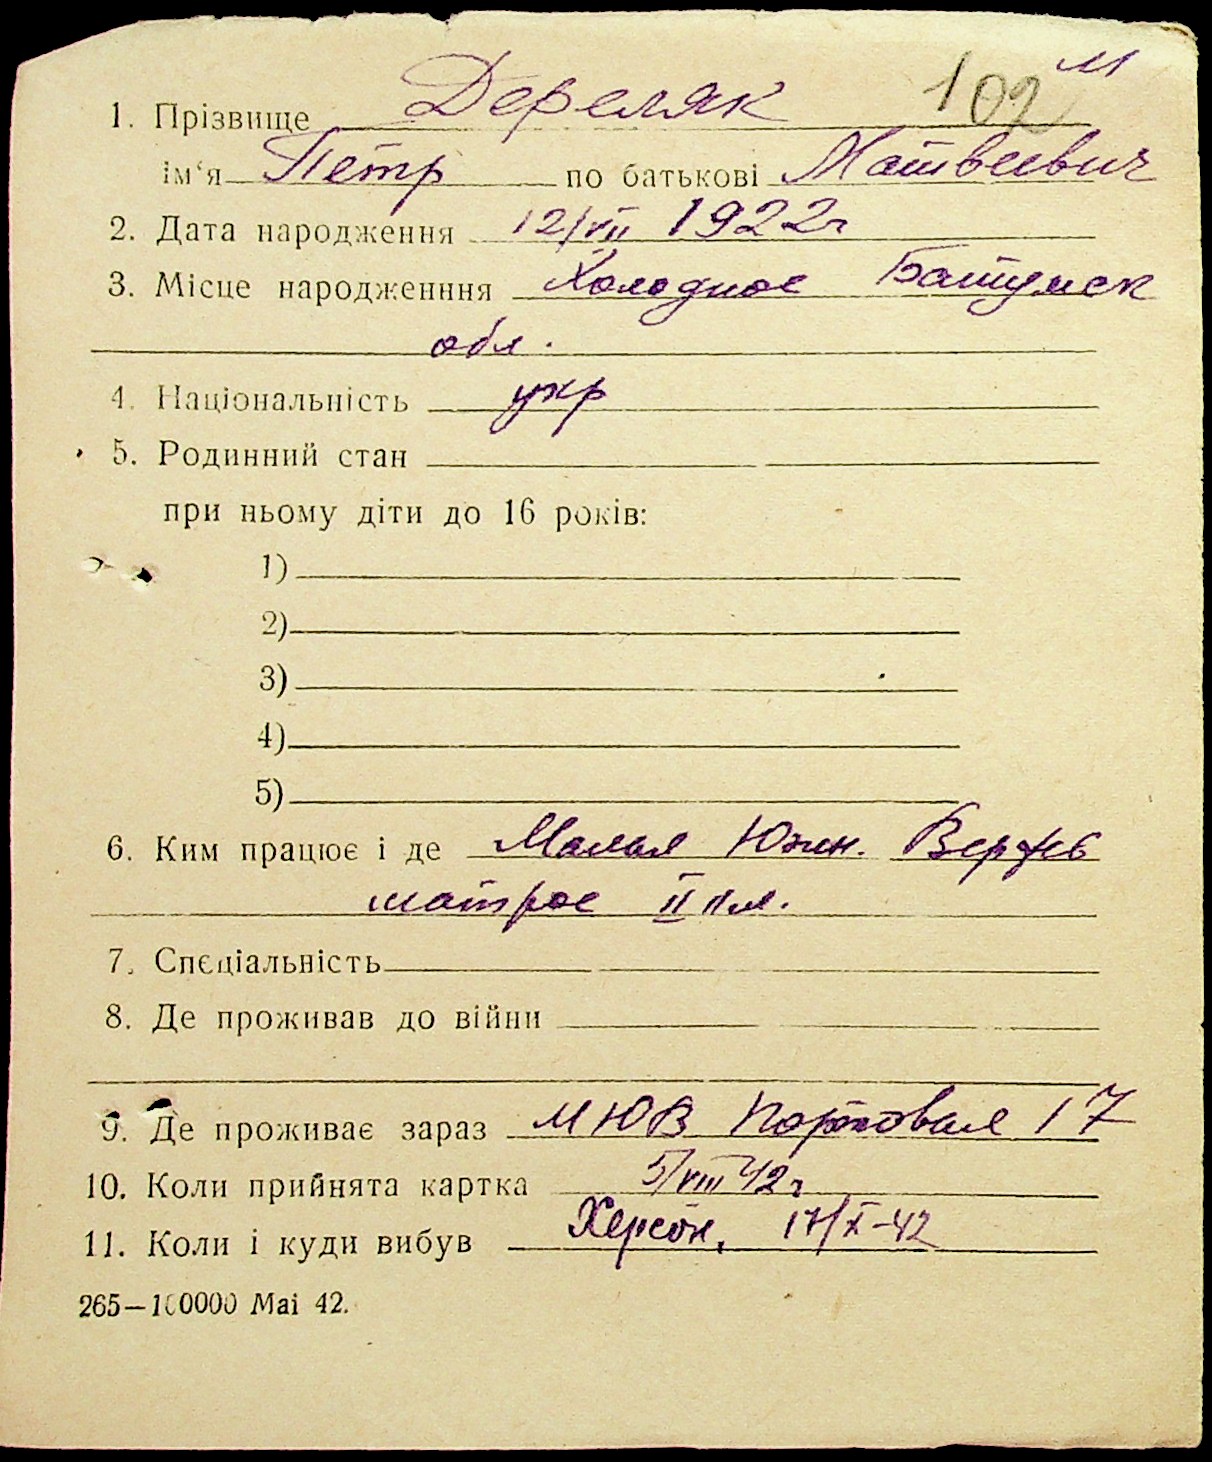 м
1. Прізвище Дереляк 102
ім‘я Петр по батькові Матвеевич
2. Дата народження 12/VII 1922г
3. Місце народженння Холодное Батумск
обл.
4. Національність укр
5. Родинний стан
при ньому діти до 16 років:
1)
2)
3)
4)
5)
6. Ким працює і де Малая Южн. Верфь
матрос II пл.
7. Спєціальність
8. Де проживав до війни
9. Де проживає зараз МЮВ Портовая 17
10. Коли прийнята картка 5/VIII 42г
11. Коли і куди вибув Херсон, 17/X-42
265—100000 Маі 42.